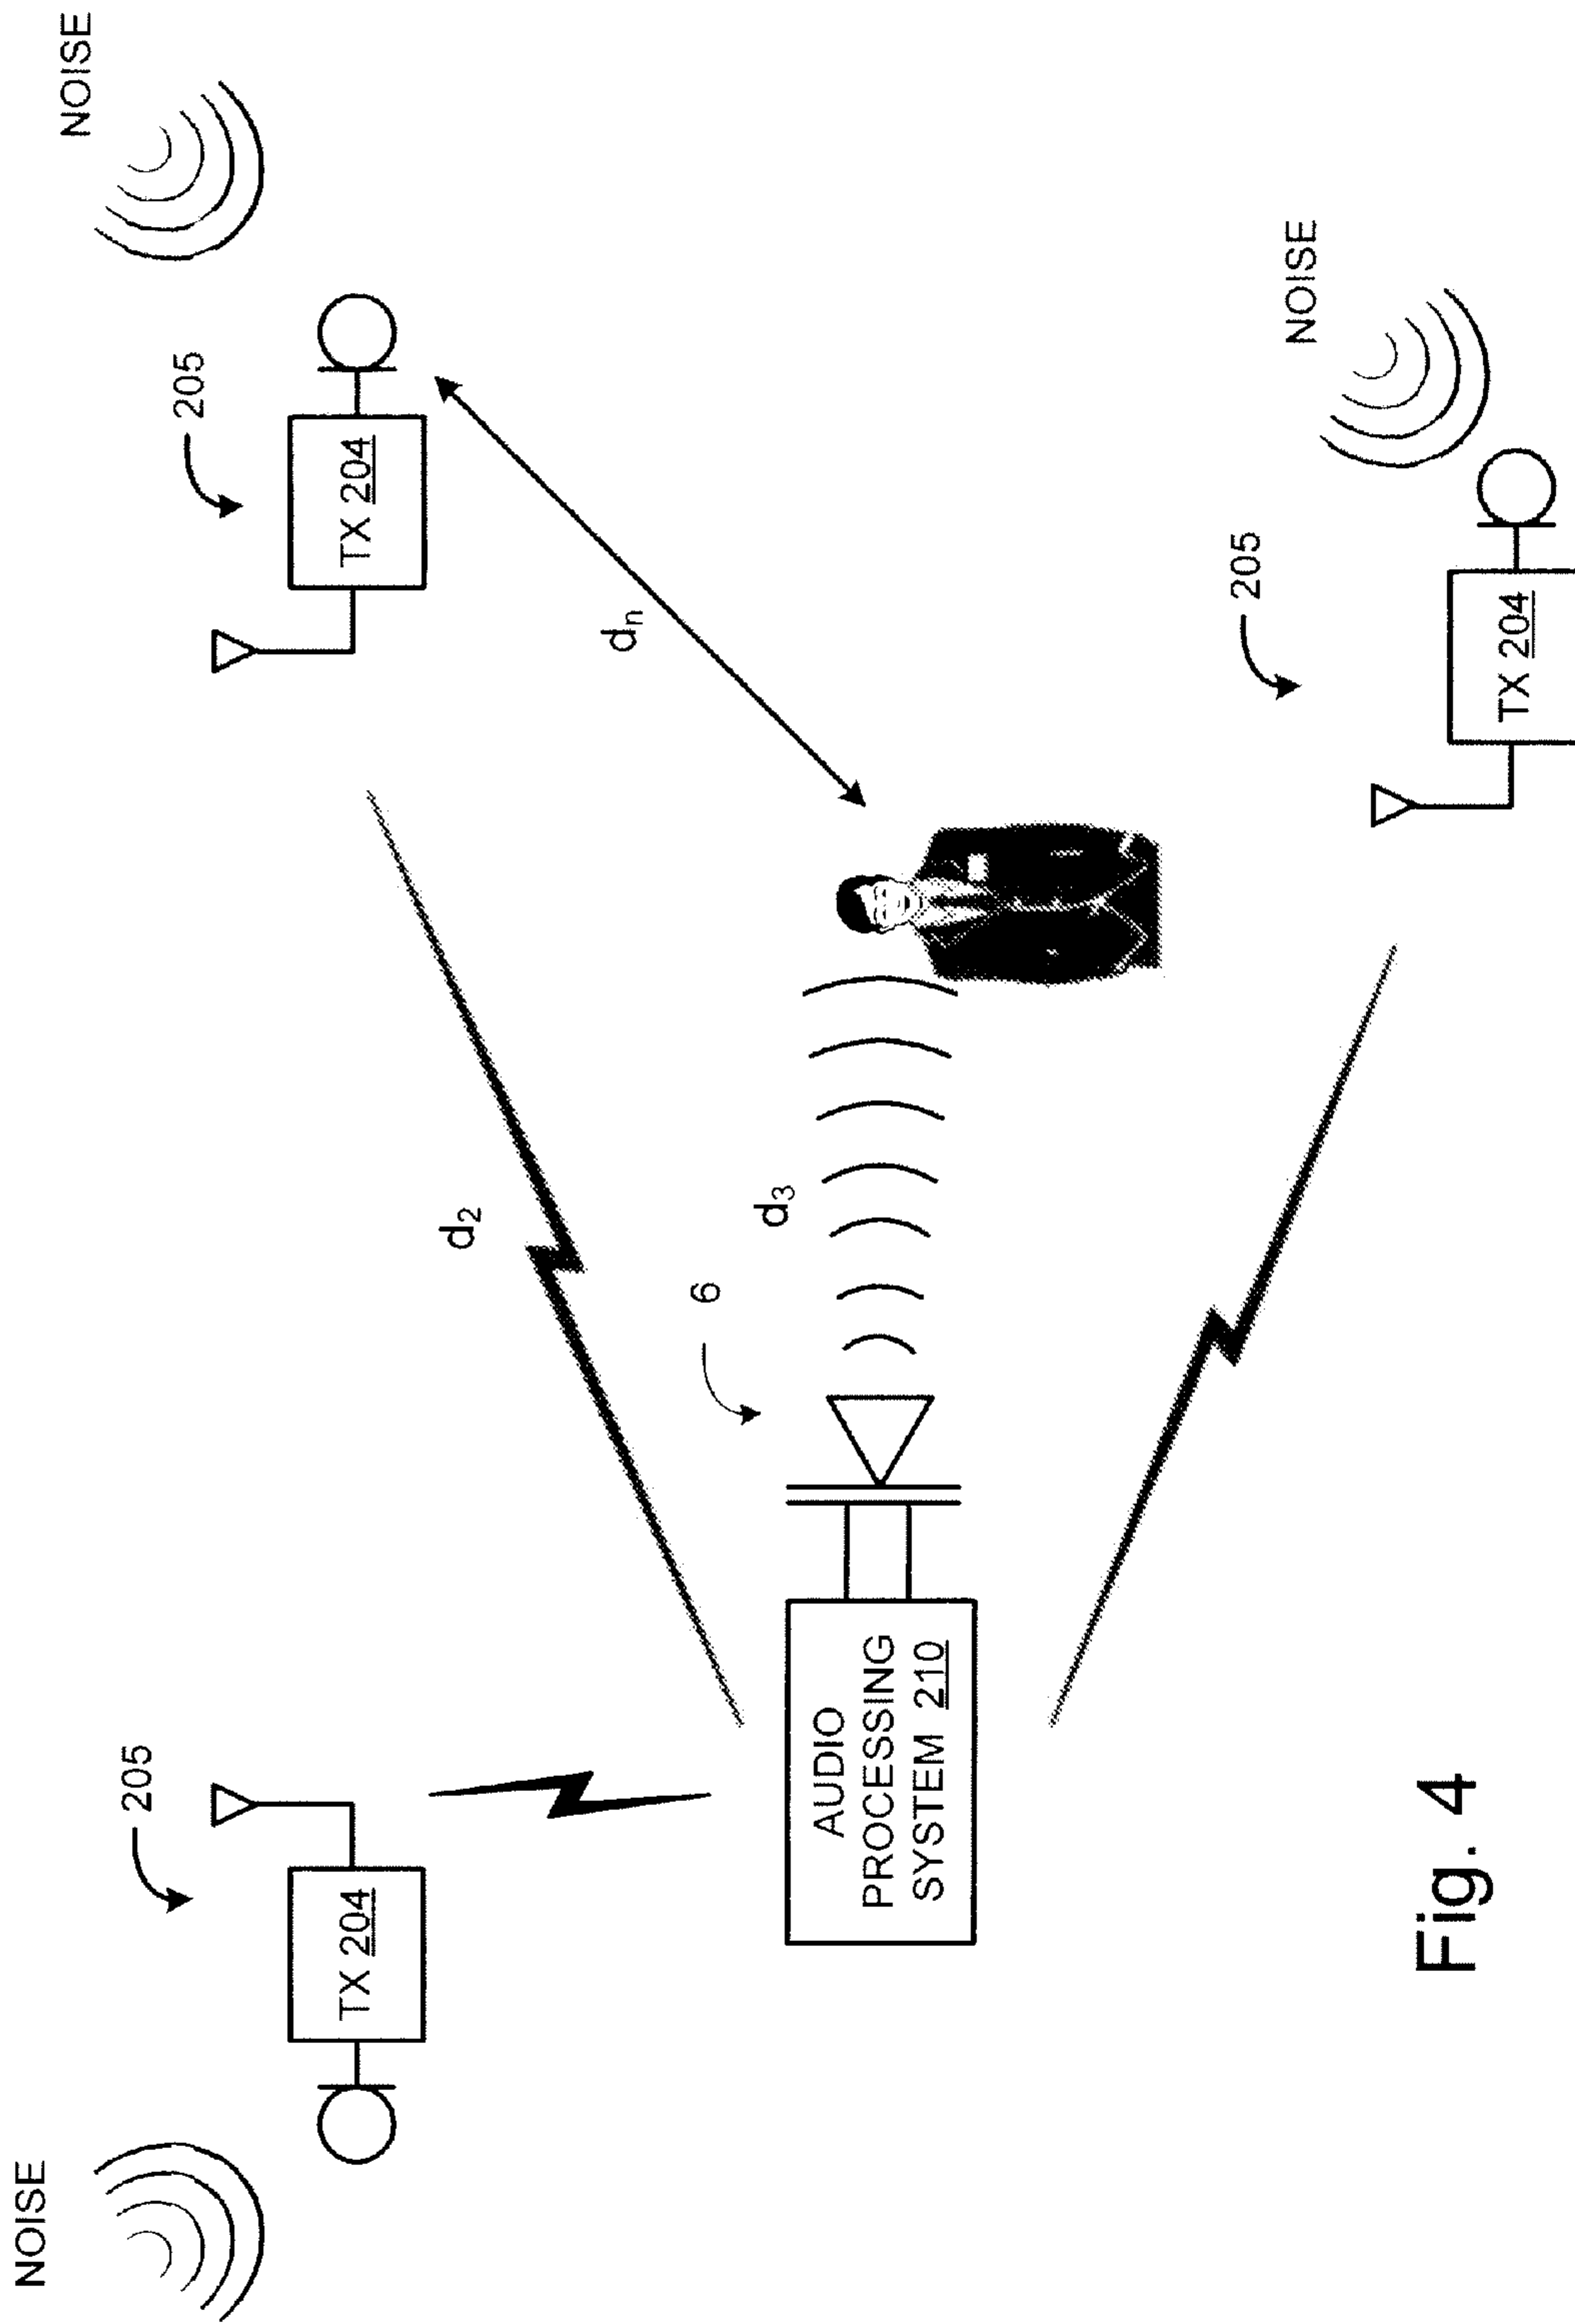 NOISE
NOISE
205
205
TX 204
TX 204
d2
dn
6
d3
AUDIO
PROCESSING
SYSTEM 210
205
NOISE
Fig. 4
TX 204